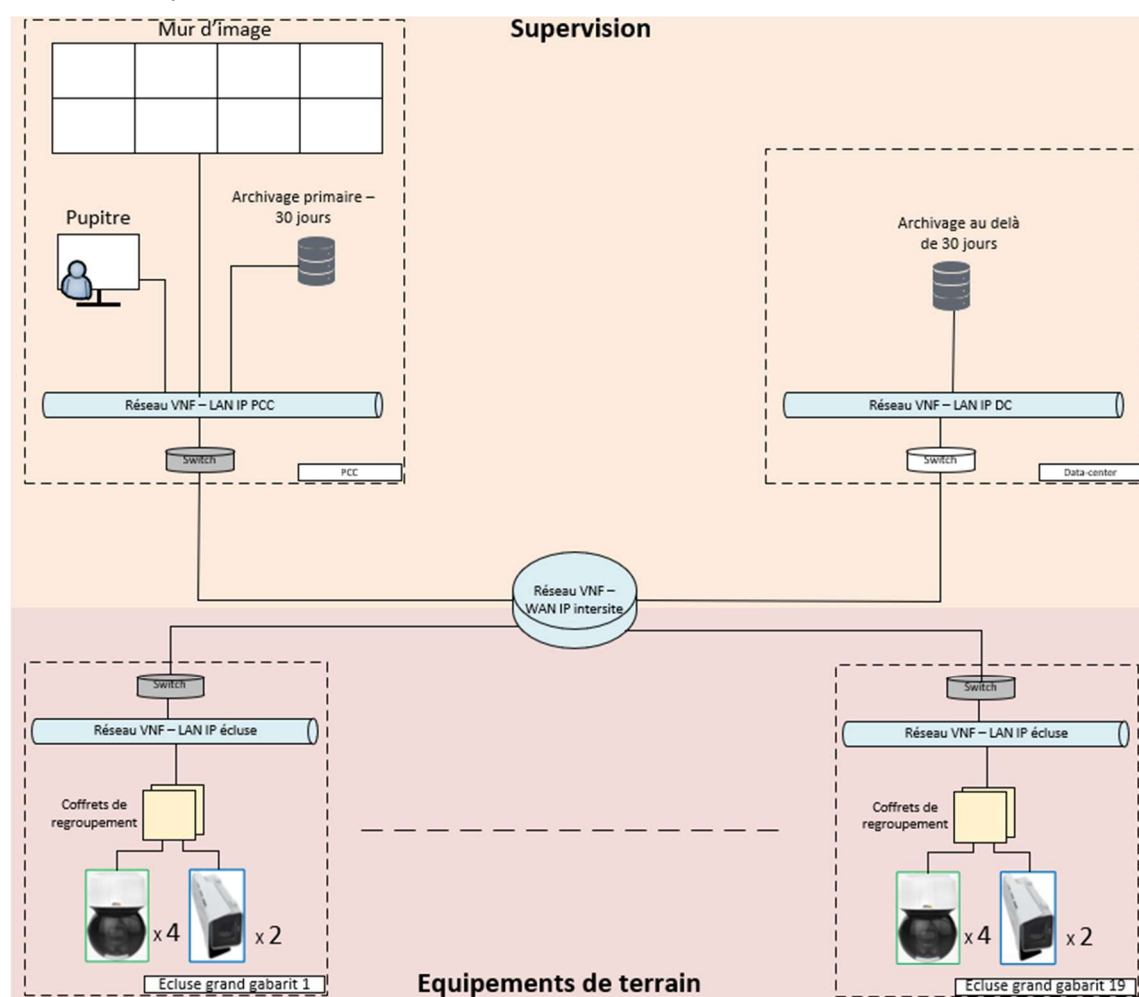 Supervision
Mur d'image
Pupitre
Archivage primaire –
30 jours
Réseau VNF – LAN IP PCC
Switch
PCC
Archivage au delà
de 30 jours
Réseau VNF – LAN IP DC
Switch
Data-center
Réseau VNF –
WAN IP intersite
Switch
Réseau VNF – LAN IP écluse
Coffrets de
regroupement
x 4
x 2
Ecluse grand gabarit 1
Switch
Réseau VNF – LAN IP écluse
Coffrets de
regroupement
x 4
x 2
Ecluse grand gabarit 19
Equipements de terrain